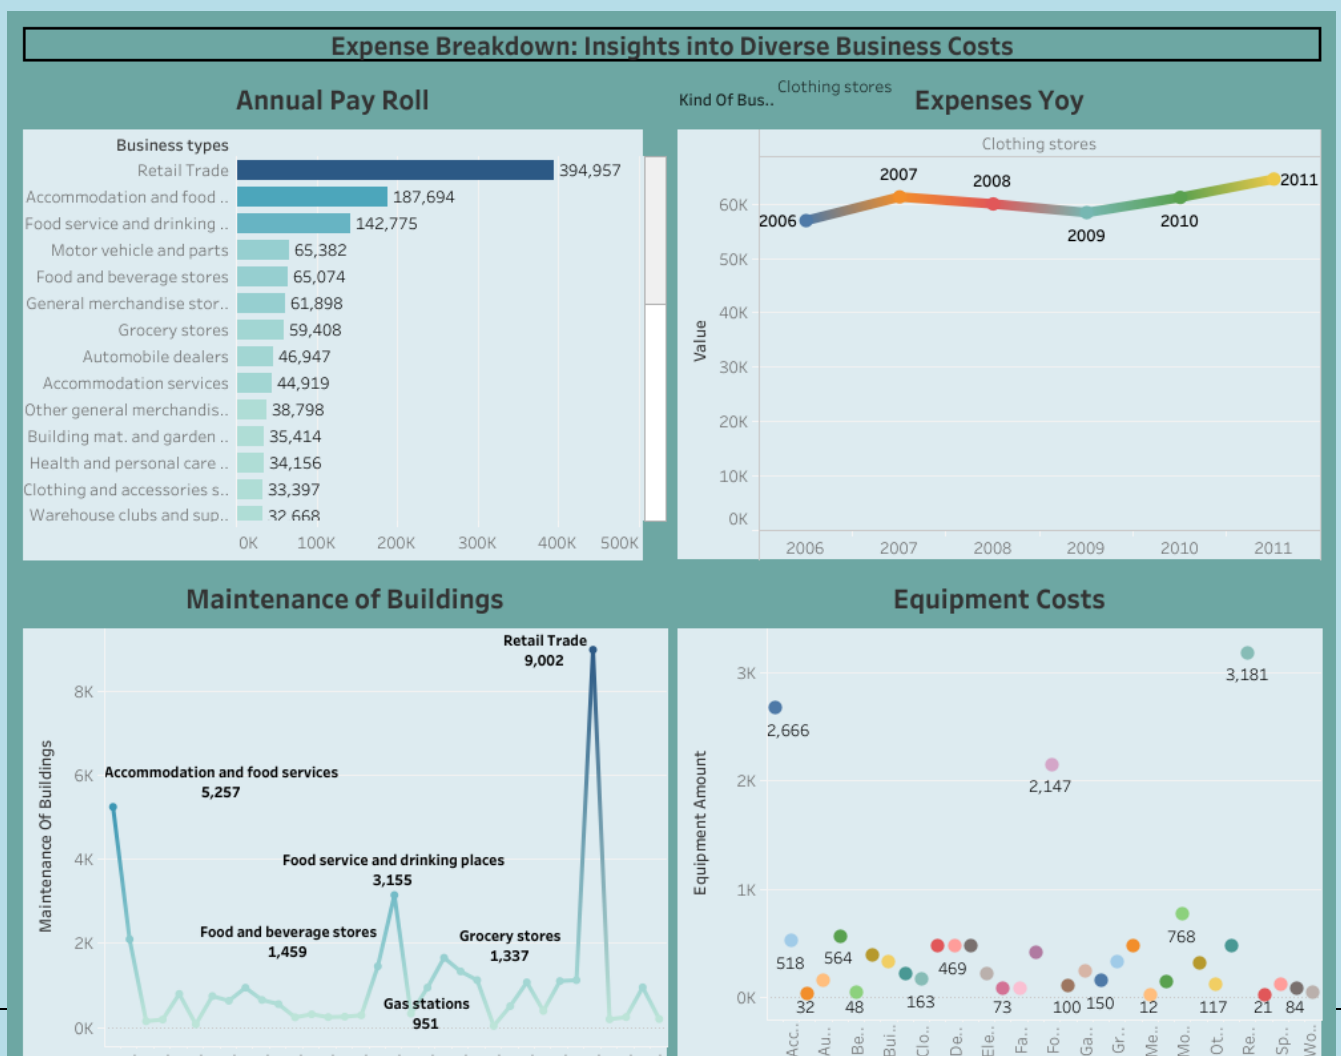 Expense Breakdown: Insights into Diverse Business Costs
Annual Pay Roll
Business types
Retail Trade 394,957
Accommodation and food .. 187,694
Food service and drinking .. 142,775
Motor vehicle and parts 65,382
Food and beverage stores 65,074
General merchandise stor.. 61,898
Grocery stores 59,408
Automobile dealers 46,947
Accommodation services 44,919
Other general merchandis.. 38,798
Building mat. and garden .. 35,414
Health and personal care .. 34,156
Clothing and accessories s.. 33,397
Warehouse clubs and sup.. 32,668
0K 100K 200K 300K 400K 500K
Kind Of Bus.. Clothing stores
Expenses Yoy
Clothing stores
Value
60K
50K
40K
30K
20K
10K
0K
2006
2007
2008
2009
2010
2011
2006 2007 2008 2009 2010 2011
Maintenance of Buildings
Maintenance Of Buildings
8K
6K
4K
2K
0K
Retail Trade
9,002
Accommodation and food services
5,257
Food service and drinking places
3,155
Food and beverage stores
1,459
Grocery stores
1,337
Gas stations
951
Equipment Costs
Equipment Amount
3K
2K
1K
0K
3,181
2,666
2,147
768
518
564
469
163
32
48
73
100
150
12
117
21
84
Acc..
Au..
Be..
Bui..
Clo..
De..
Ele..
Fa..
Fo..
Ga..
Gr..
Me..
Mo..
Ot..
Re..
Sp..
Wo..